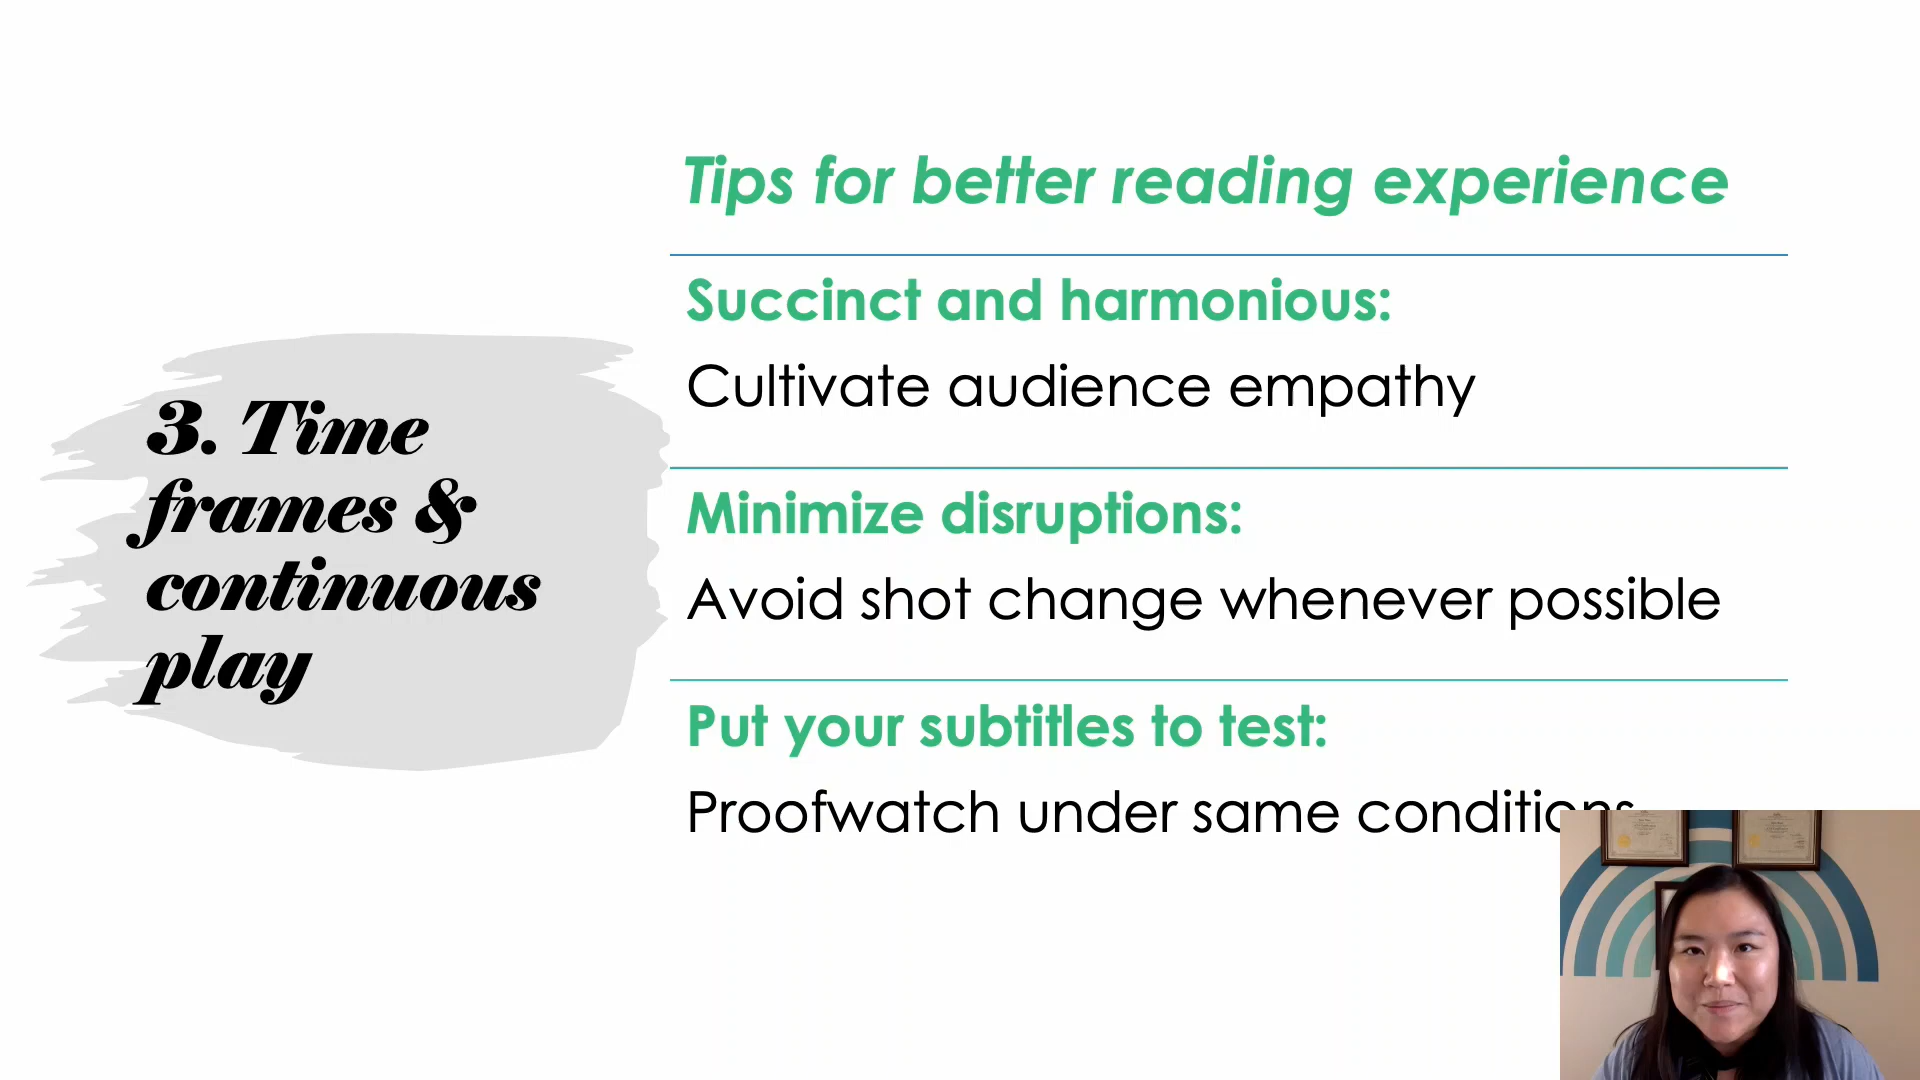 3. Time
frames &
continuous
play
Tips for better reading experience
Succinct and harmonious:
Cultivate audience empathy
Minimize disruptions:
Avoid shot change whenever possible
Put your subtitles to test:
Proofwatch under same conditions